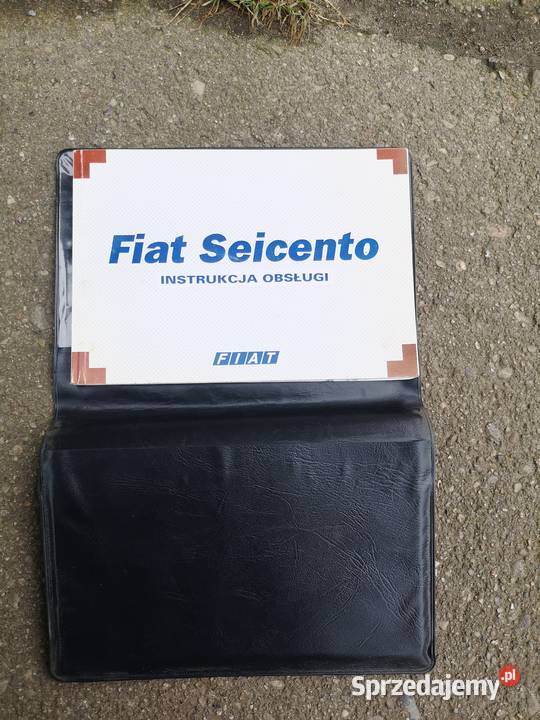 Fiat Seicento
INSTRUKCJA OBSŁUGI
FIAT
Sprzedajemy.pl